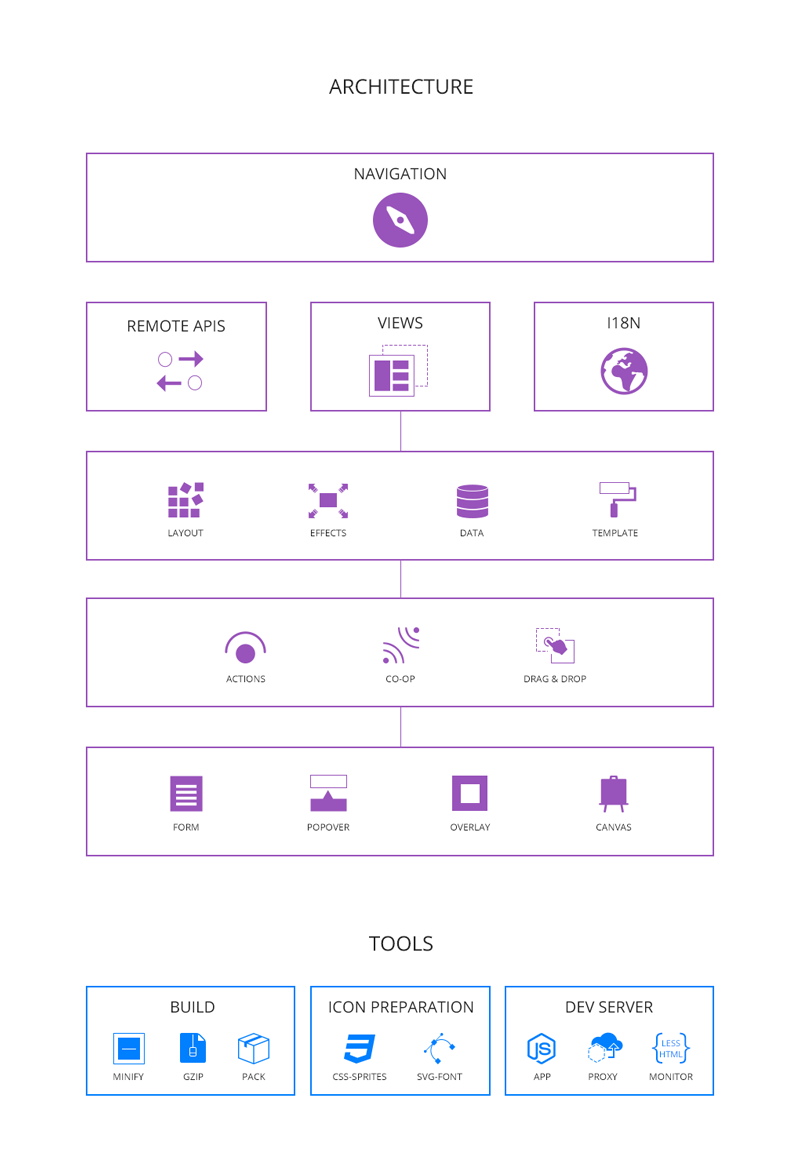 ARCHITECTURE
NAVIGATION
REMOTE APIS
VIEWS
I18N
LAYOUT
EFFECTS
DATA
TEMPLATE
ACTIONS
CO-OP
DRAG & DROP
FORM
POPOVER
OVERLAY
CANVAS
TOOLS
BUILD
MINIFY
GZIP
PACK
ICON PREPARATION
CSS-SPRITES
SVG-FONT
DEV SERVER
JS
APP
PROXY
{LESS
HTML}
MONITOR